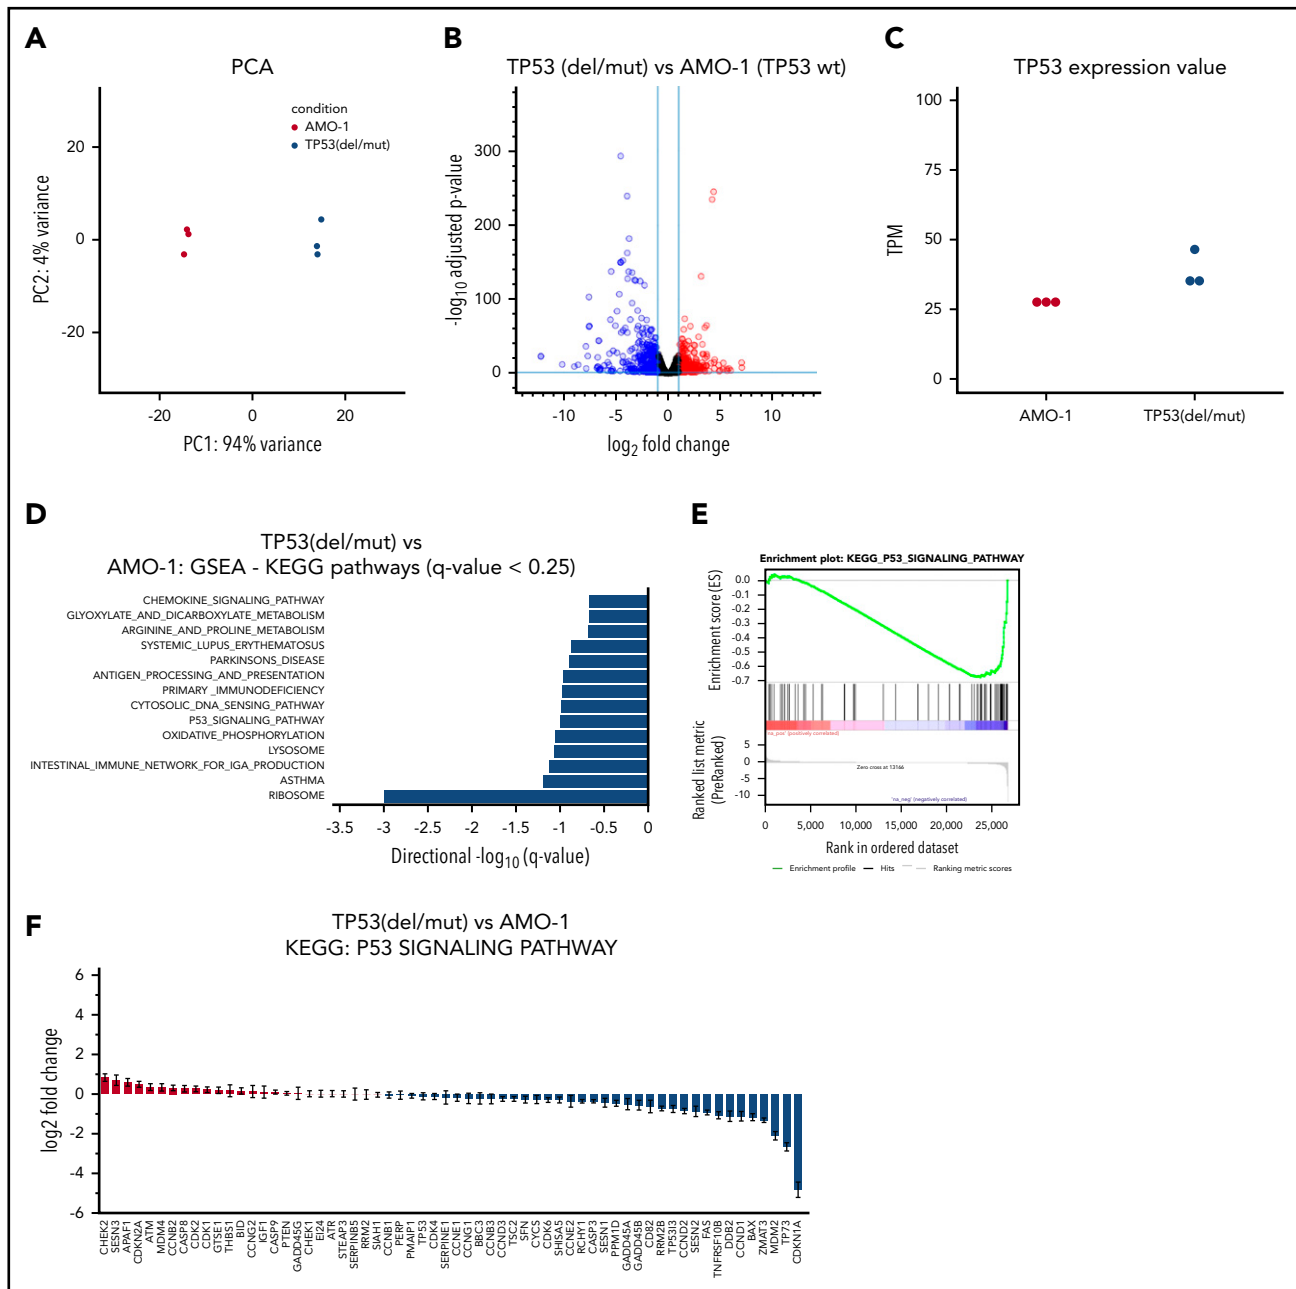 A
PCA
condition
AMO-1
TP53(del/mut)
PC2: 4% variance
20
0
-20
-20
0
20
PC1: 94% variance
B
TP53 (del/mut) vs AMO-1 (TP53 wt)
-log10 adjusted p-value
300
200
100
0
-10
-5
0
5
10
log2 fold change
C
TP53 expression value
TPM
100
75
50
25
0
AMO-1
TP53(del/mut)
D
TP53(del/mut) vs
AMO-1: GSEA - KEGG pathways (q-value < 0.25)
CHEMOKINE_SIGNALING_PATHWAY
GLYOXYLATE_AND_DICARBOXYLATE_METABOLISM
ARGININE_AND_PROLINE_METABOLISM
SYSTEMIC_LUPUS_ERYTHEMATOSUS
PARKINSONS_DISEASE
ANTIGEN_PROCESSING_AND_PRESENTATION
PRIMARY_IMMUNODEFICIENCY
CYTOSOLIC_DNA_SENSING_PATHWAY
P53_SIGNALING_PATHWAY
OXIDATIVE_PHOSPHORYLATION
LYSOSOME
INTESTINAL_IMMUNE_NETWORK_FOR_IGA_PRODUCTION
ASTHMA
RIBOSOME
-3.5
-3
-2.5
-2
-1.5
-1
-0.5
0
Directional -log10 (q-value)
E
Enrichment plot: KEGG_P53_SIGNALING_PATHWAY
Enrichment score (ES)
0.0
-0.1
-0.2
-0.3
-0.4
-0.5
-0.6
-0.7
'na_pos' (positively correlated)
Ranked list metric
(PreRanked)
5
0
-5
-10
Zero cross at 13166
'na_neg' (negatively correlated)
0
5,000
10,000
15,000
20,000
25,000
Rank in ordered dataset
Enrichment profile
Hits
Ranking metric scores
F
TP53(del/mut) vs AMO-1
KEGG: P53 SIGNALING PATHWAY
log2 fold change
6
4
2
0
-2
-4
-6
CHEK2
SESN3
APAF1
CDKN2A
ATM
MDM4
CCNB2
CASP8
CDK2
CDK1
GTSE1
THBS1
BID
CCNG2
IGF1
CASP9
PTEN
GADD45G
CHEK1
EI24
ATR
STEAP3
SERPINB5
RRM2
SIAH1
CCNB1
PERP
PMAIP1
TP53
CDK4
SERPINE1
CCNE1
CCNG1
BBC3
CCNB3
CCND3
TSC2
SFN
CYCS
CDK6
SHISA5
CCNE2
RCHY1
CASP3
SESN1
PPM1D
GADD45A
GADD45B
CD82
RRM2B
TP53I3
CCND2
SESN2
FAS
TNFRSF10B
DDB2
CCND1
BAX
ZMAT3
MDM2
TP73
CDKN1A